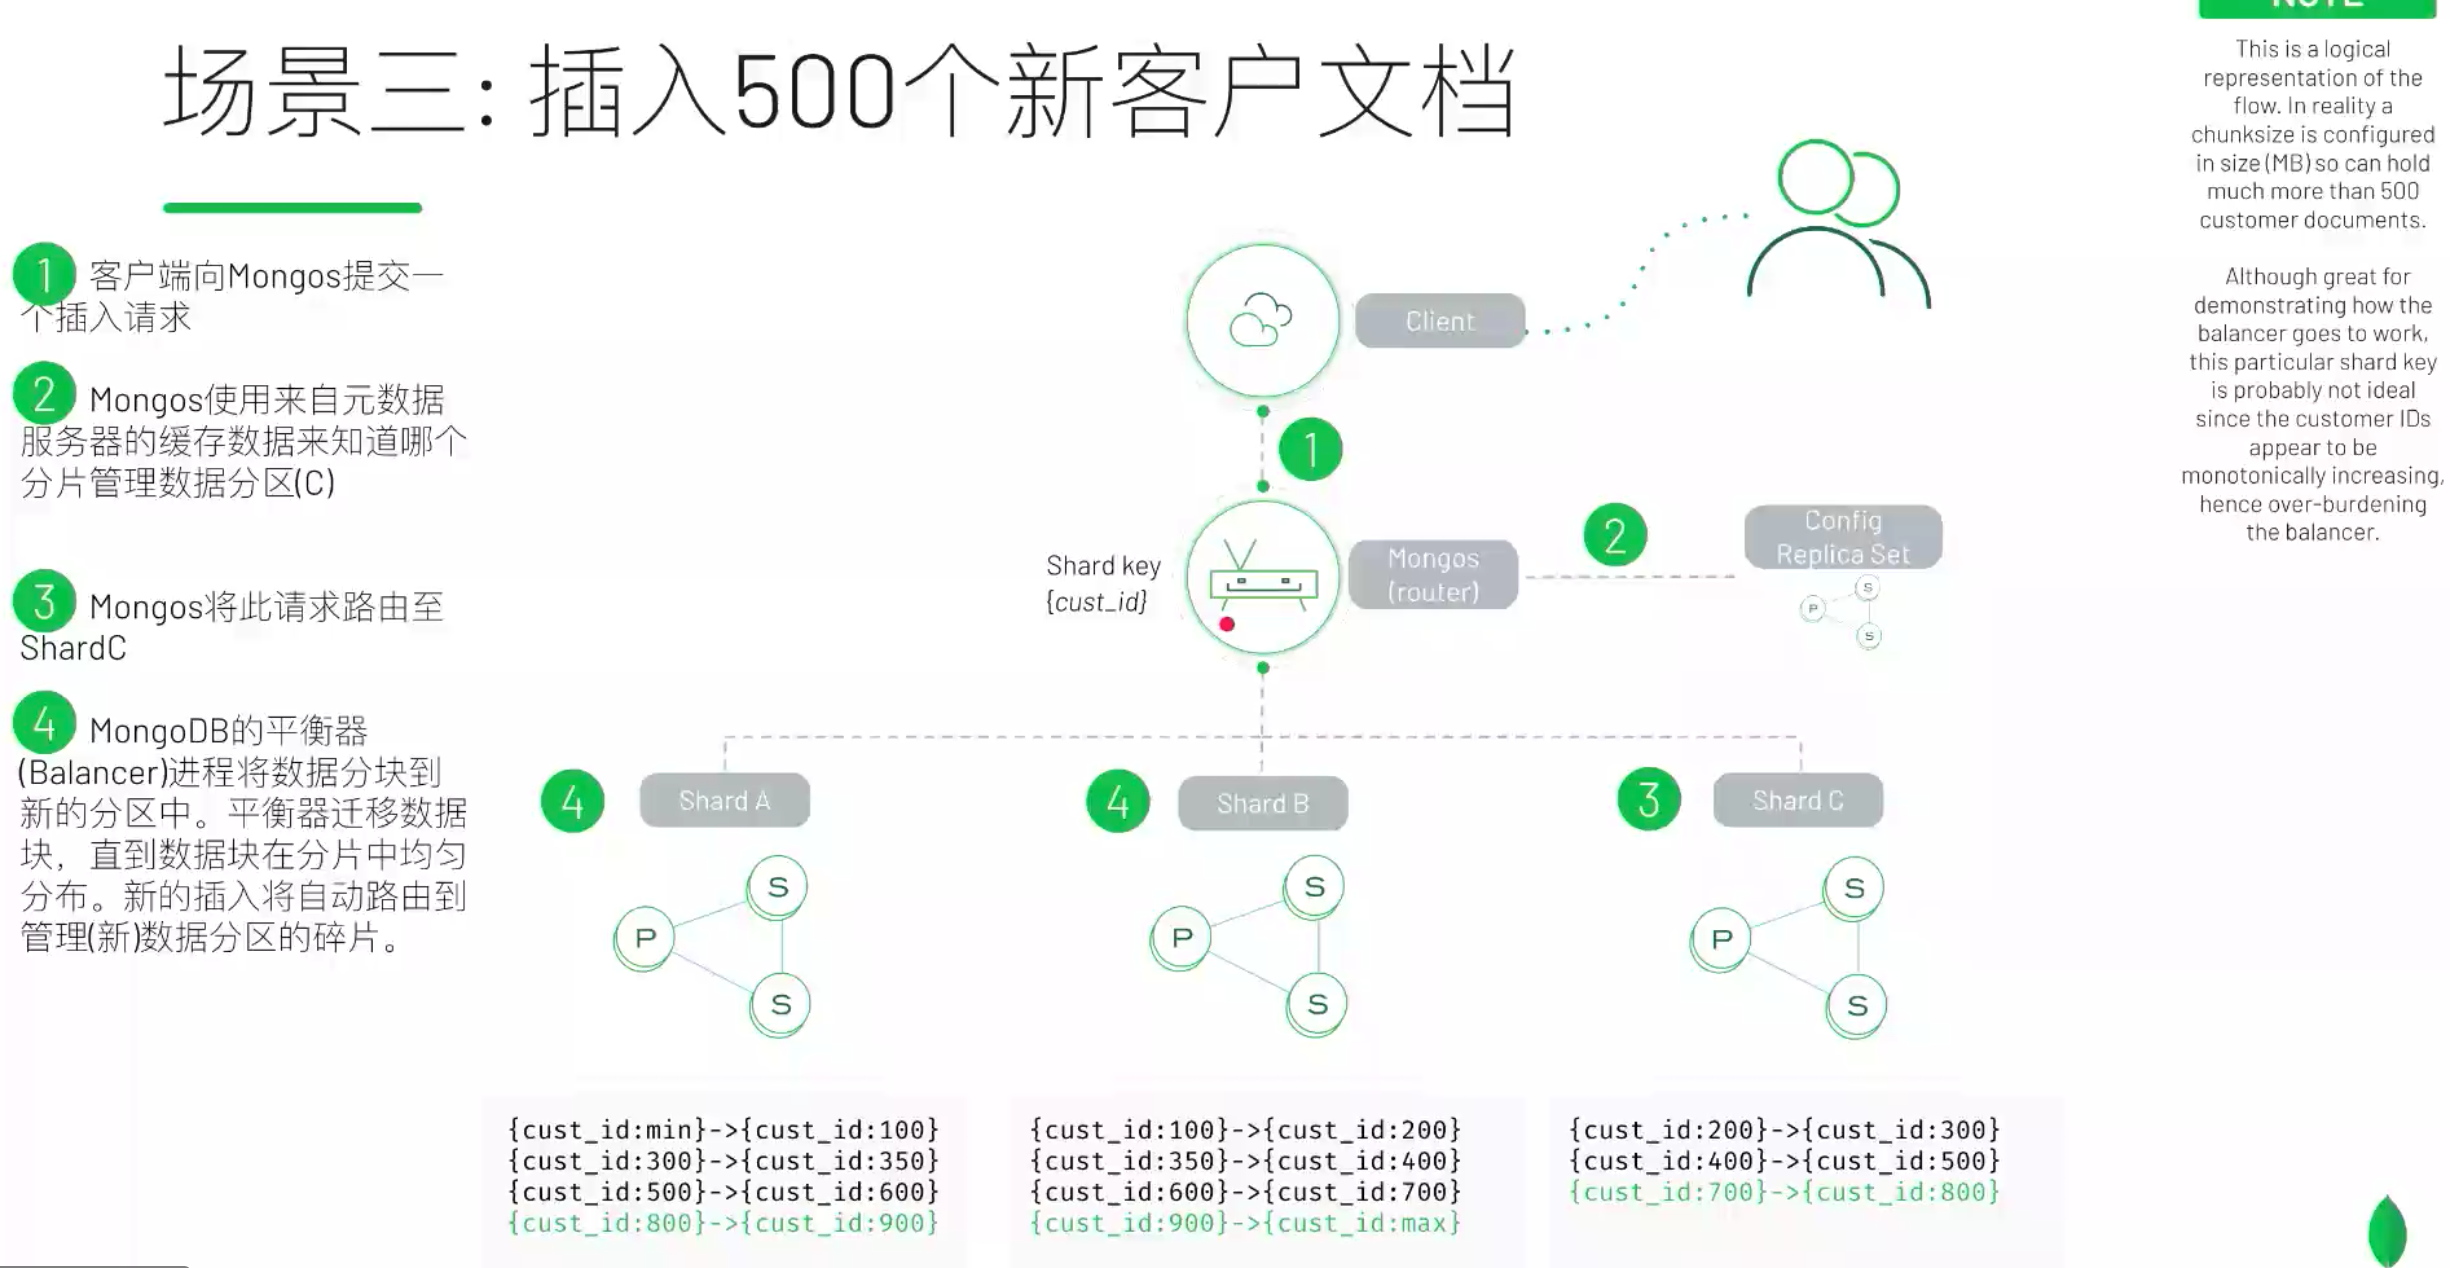 场景三: 插入500个新客户文档
1 客户端向Mongos提交一
个插入请求
2 Mongos使用来自元数据
服务器的缓存数据来知道哪个
分片管理数据分区(C)
3 Mongos将此请求路由至
ShardC
4 MongoDB的平衡器
(Balancer)进程将数据分块到
新的分区中。平衡器迁移数据
块，直到数据块在分片中均匀
分布。新的插入将自动路由到
管理(新)数据分区的碎片。
Client
1
Shard key
{cust_id}
Mongos
(router)
2
Config
Replica Set
P
S
S
4
Shard A
P
S
S
{cust_id:min}->{cust_id:100}
{cust_id:300}->{cust_id:350}
{cust_id:500}->{cust_id:600}
{cust_id:800}->{cust_id:900}
4
Shard B
P
S
S
{cust_id:100}->{cust_id:200}
{cust_id:350}->{cust_id:400}
{cust_id:600}->{cust_id:700}
{cust_id:900}->{cust_id:max}
3
Shard C
P
S
S
{cust_id:200}->{cust_id:300}
{cust_id:400}->{cust_id:500}
{cust_id:700}->{cust_id:800}
NOTE
This is a logical
representation of the
flow. In reality a
chunksize is configured
in size (MB) so can hold
much more than 500
customer documents.
Although great for
demonstrating how the
balancer goes to work,
this particular shard key
is probably not ideal
since the customer IDs
appear to be
monotonically increasing,
hence over-burdening
the balancer.